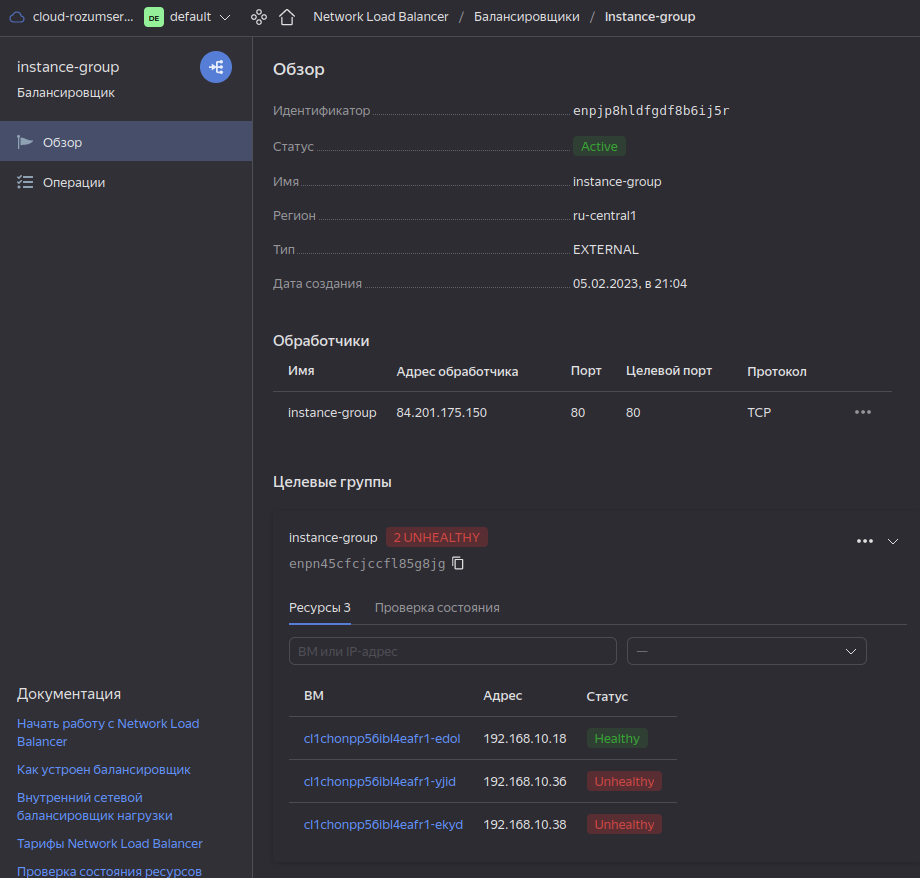 cloud-rozumser... DE default Network Load Balancer / Балансировщики / Instance-group
instance-group
Балансировщик
Обзор
Операции
Документация
Начать работу с Network Load
Balancer
Как устроен балансировщик
Внутренний сетевой
балансировщик нагрузки
Тарифы Network Load Balancer
Проверка состояния ресурсов
Обзор
Идентификатор enpjp8hldfgdf8b6ij5r
Статус Active
Имя instance-group
Регион ru-central1
Тип EXTERNAL
Дата создания 05.02.2023, в 21:04
Обработчики
Имя Адрес обработчика Порт Целевой порт Протокол
instance-group 84.201.175.150 80 80 TCP
Целевые группы
instance-group 2 UNHEALTHY
enpn45cfcjccfl85g8jg
Ресурсы 3 Проверка состояния
ВМ или IP-адрес —
ВМ Адрес Статус
cl1chonpp56ibl4eafr1-edol 192.168.10.18 Healthy
cl1chonpp56ibl4eafr1-yjid 192.168.10.36 Unhealthy
cl1chonpp56ibl4eafr1-ekyd 192.168.10.38 Unhealthy